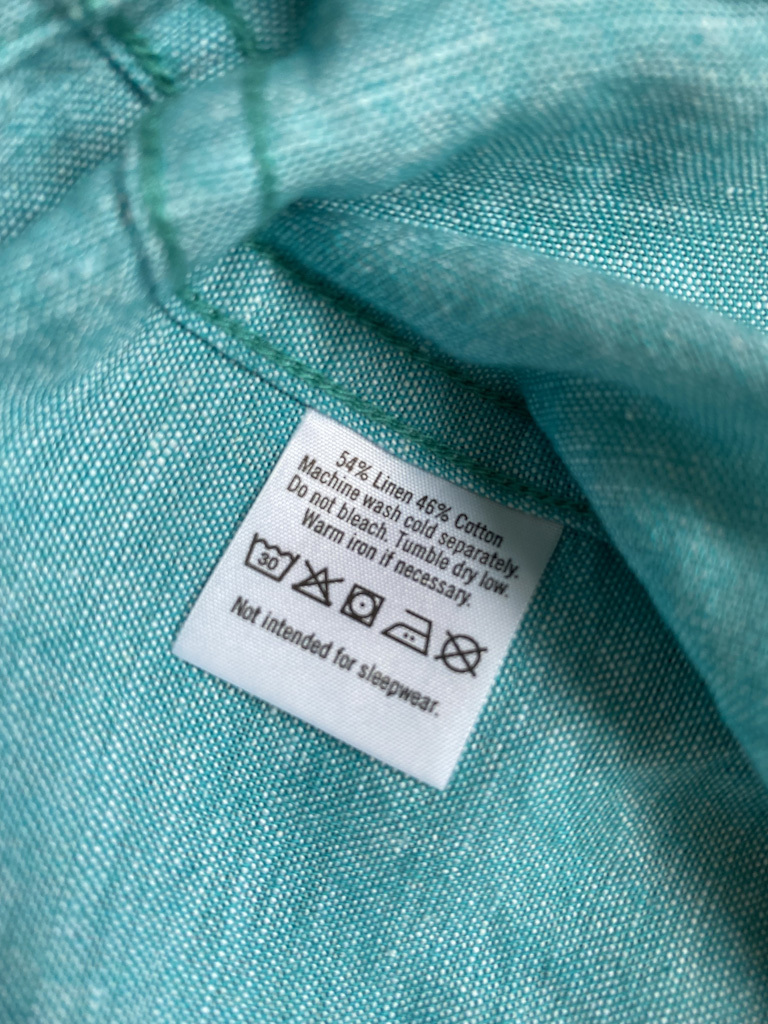 54% Linen 46% Cotton
Machine wash cold separately.
Do not bleach. Tumble dry low.
Warm iron if necessary.
30
Not intended for sleepwear.